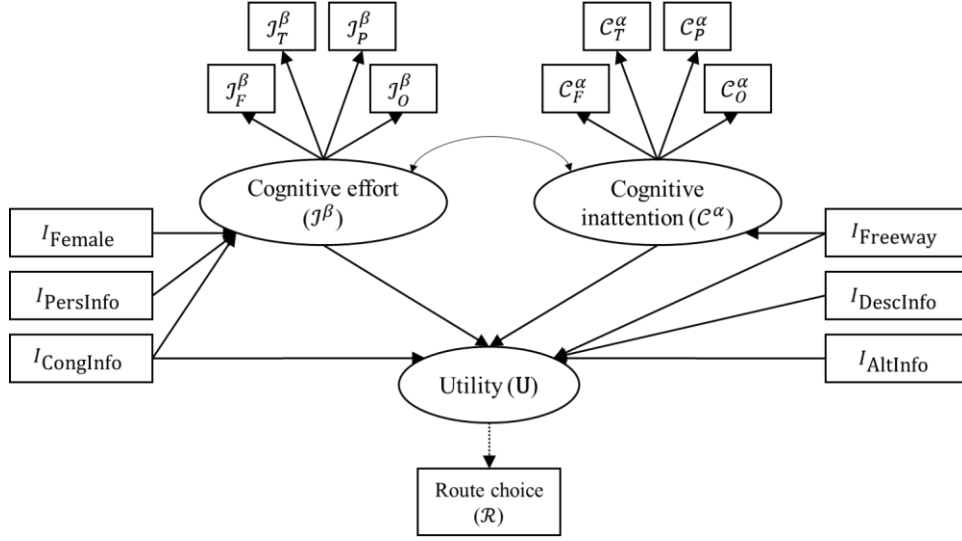 𝒥_T^β
𝒥_P^β
𝒞_T^α
𝒞_P^α
𝒥_F^β
𝒥_O^β
𝒞_F^α
𝒞_O^α
Cognitive effort
(𝒥^β)
Cognitive
inattention (𝒞^α)
I_Female
I_PersInfo
I_CongInfo
I_Freeway
I_DescInfo
I_AltInfo
Utility (U)
Route choice
(ℛ)